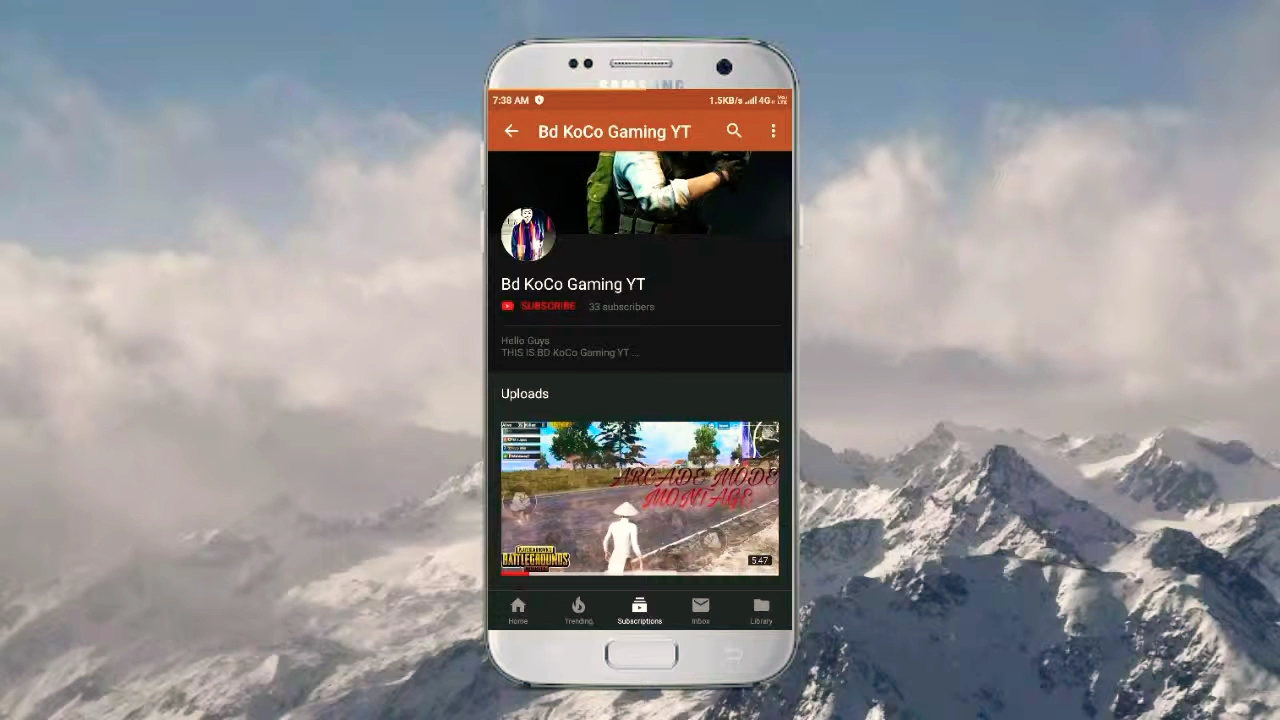 SAMSUNG
7:38 AM
1.5KB/s 4G
Bd KoCo Gaming YT
Bd KoCo Gaming YT
SUBSCRIBE 33 subscribers
Hello Guys
THIS IS BD KoCo Gaming YT ...
Uploads
ARCADE MODE
MONTAGE
BATTLEGROUNDS
5:47
Home Trending Subscriptions Inbox Library